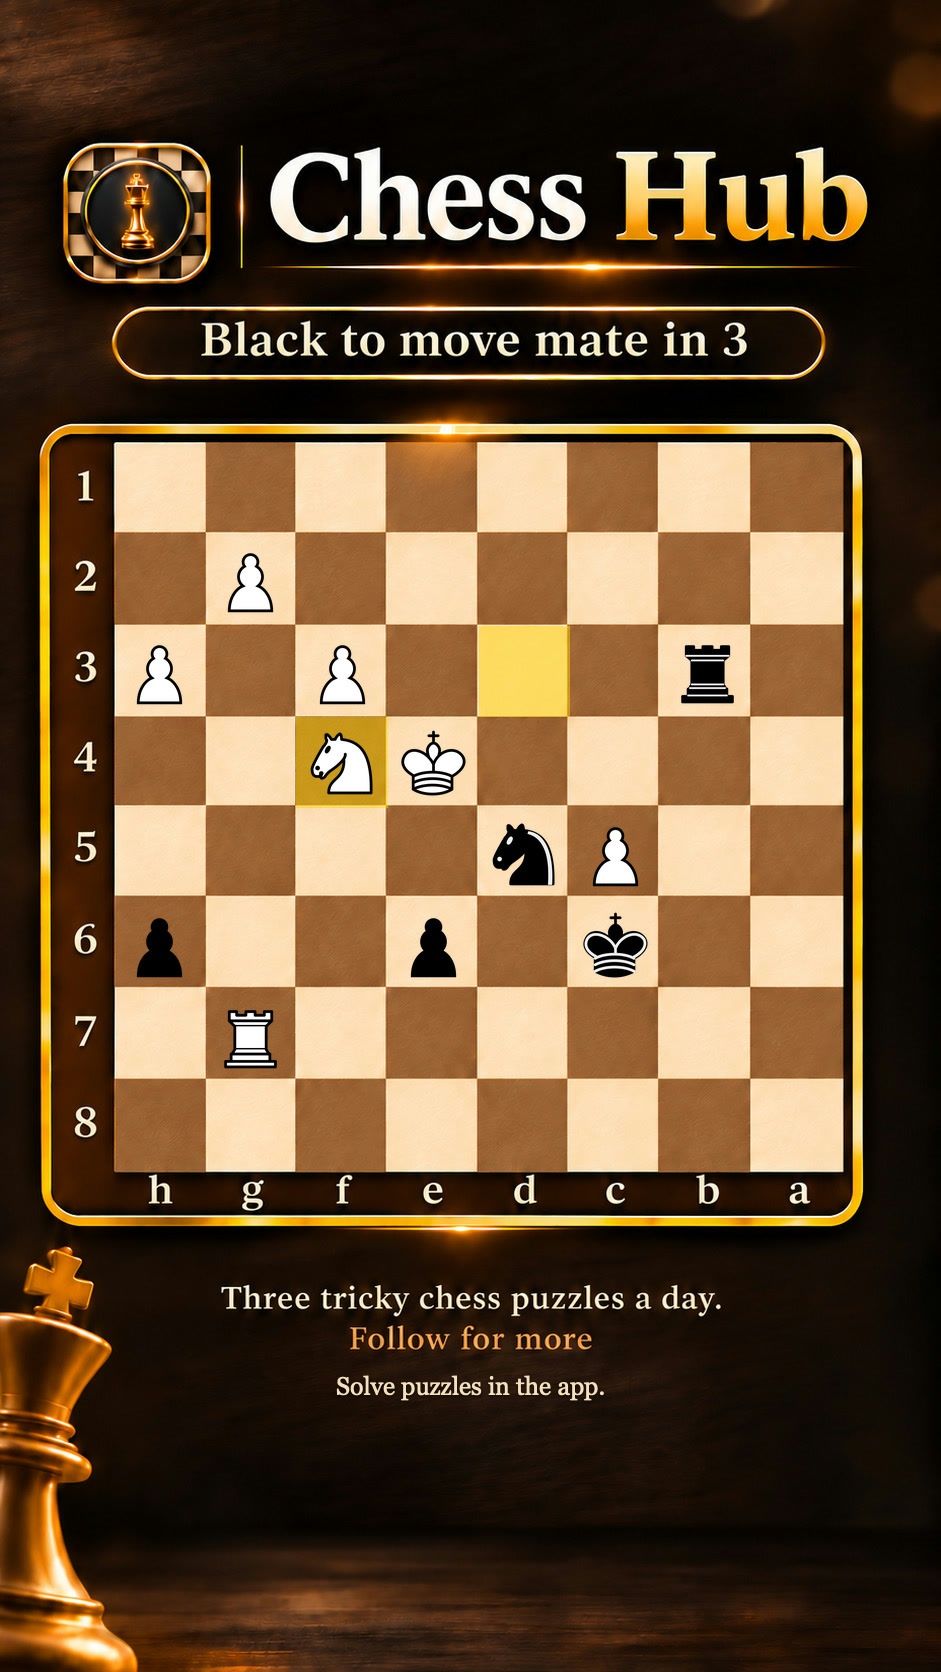 Chess Hub
Black to move mate in 3
1
2
3
4
5
6
7
8
h g f e d c b a
Three tricky chess puzzles a day.
Follow for more
Solve puzzles in the app.